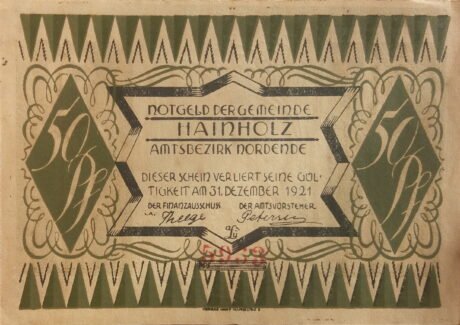 NOTGELD DER GEMEINDE
HAINHOLZ
AMTSBEZIRK NORDENDE
50 Pf
50 Pf
DIESER SCHEIN VERLIERT SEINE GÜL-
TIGKEIT AM 31. DEZEMBER 1921
DER FINANZAUSSCHUSS DER AMTSVORSTEHER
I.A. Petersen